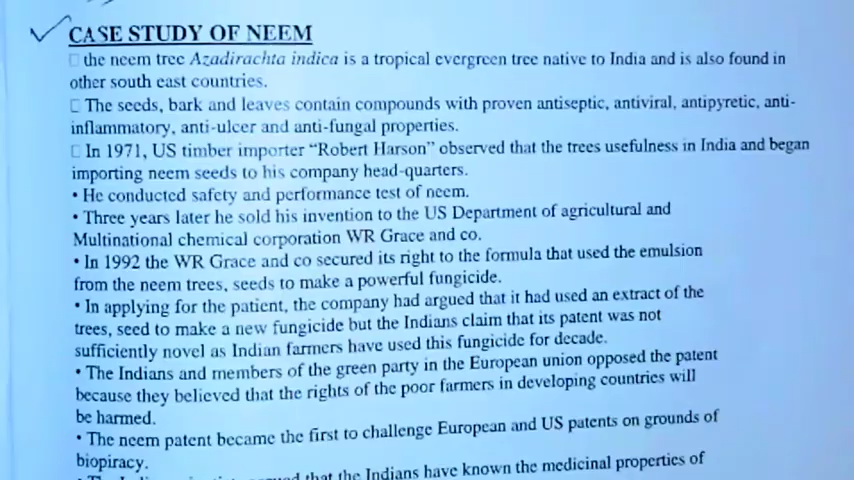 CASE STUDY OF NEEM
□ the neem tree Azadirachta indica is a tropical evergreen tree native to India and is also found in
other south east countries.
□ The seeds, bark and leaves contain compounds with proven antiseptic, antiviral, antipyretic, anti-
inflammatory, anti-ulcer and anti-fungal properties.
□ In 1971, US timber importer “Robert Harson” observed that the trees usefulness in India and began
importing neem seeds to his company head-quarters.
• He conducted safety and performance test of neem.
• Three years later he sold his invention to the US Department of agricultural and
Multinational chemical corporation WR Grace and co.
• In 1992 the WR Grace and co secured its right to the formula that used the emulsion
from the neem trees, seeds to make a powerful fungicide.
• In applying for the patient, the company had argued that it had used an extract of the
trees, seed to make a new fungicide but the Indians claim that its patent was not
sufficiently novel as Indian farmers have used this fungicide for decade.
• The Indians and members of the green party in the European union opposed the patent
because they believed that the rights of the poor farmers in developing countries will
be harmed.
• The neem patent became the first to challenge European and US patents on grounds of
biopiracy.
that the Indians have known the medicinal properties of